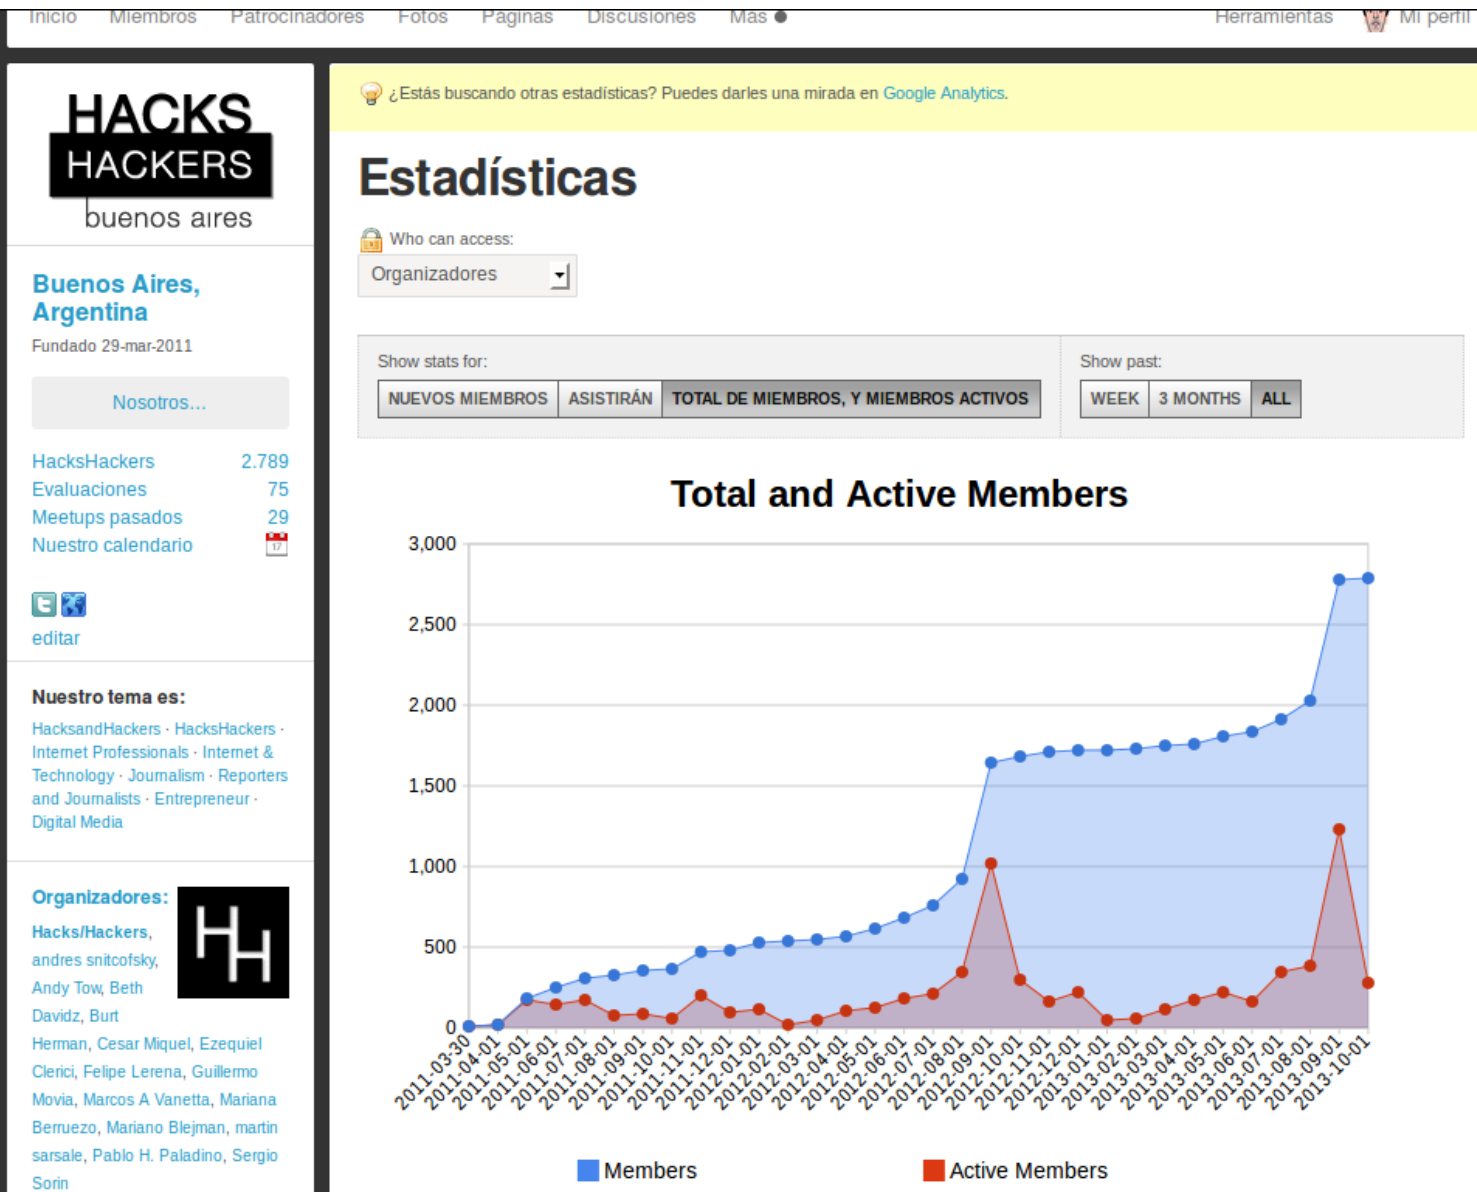 Inicio Miembros Patrocinadores Fotos Páginas Discusiones Más Herramientas Mi perfil
HACKS
HACKERS
buenos aires
Buenos Aires,
Argentina
Fundado 29-mar-2011
Nosotros...
HacksHackers 2.789
Evaluaciones 75
Meetups pasados 29
Nuestro calendario 17
editar
Nuestro tema es:
HacksandHackers · HacksHackers ·
Internet Professionals · Internet &
Technology · Journalism · Reporters
and Journalists · Entrepreneur ·
Digital Media
Organizadores:
Hacks/Hackers,
andres snitcofsky,
Andy Tow, Beth
Davidz, Burt
Herman, Cesar Miquel, Ezequiel
Clerici, Felipe Lerena, Guillermo
Movia, Marcos A Vanetta, Mariana
Berruezo, Mariano Blejman, martin
sarsale, Pablo H. Paladino, Sergio
Sorin
HH
¿Estás buscando otras estadísticas? Puedes darles una mirada en Google Analytics.
Estadísticas
Who can access:
Organizadores
Show stats for:
NUEVOS MIEMBROS ASISTIRÁN TOTAL DE MIEMBROS, Y MIEMBROS ACTIVOS
Show past:
WEEK 3 MONTHS ALL
Total and Active Members
3,000
2,500
2,000
1,500
1,000
500
0
2011-03-30
2011-04-01
2011-05-01
2011-06-01
2011-07-01
2011-08-01
2011-09-01
2011-10-01
2011-11-01
2011-12-01
2012-01-01
2012-02-01
2012-03-01
2012-04-01
2012-05-01
2012-06-01
2012-07-01
2012-08-01
2012-09-01
2012-10-01
2012-11-01
2012-12-01
2013-01-01
2013-02-01
2013-03-01
2013-04-01
2013-05-01
2013-06-01
2013-07-01
2013-08-01
2013-09-01
2013-10-01
Members Active Members